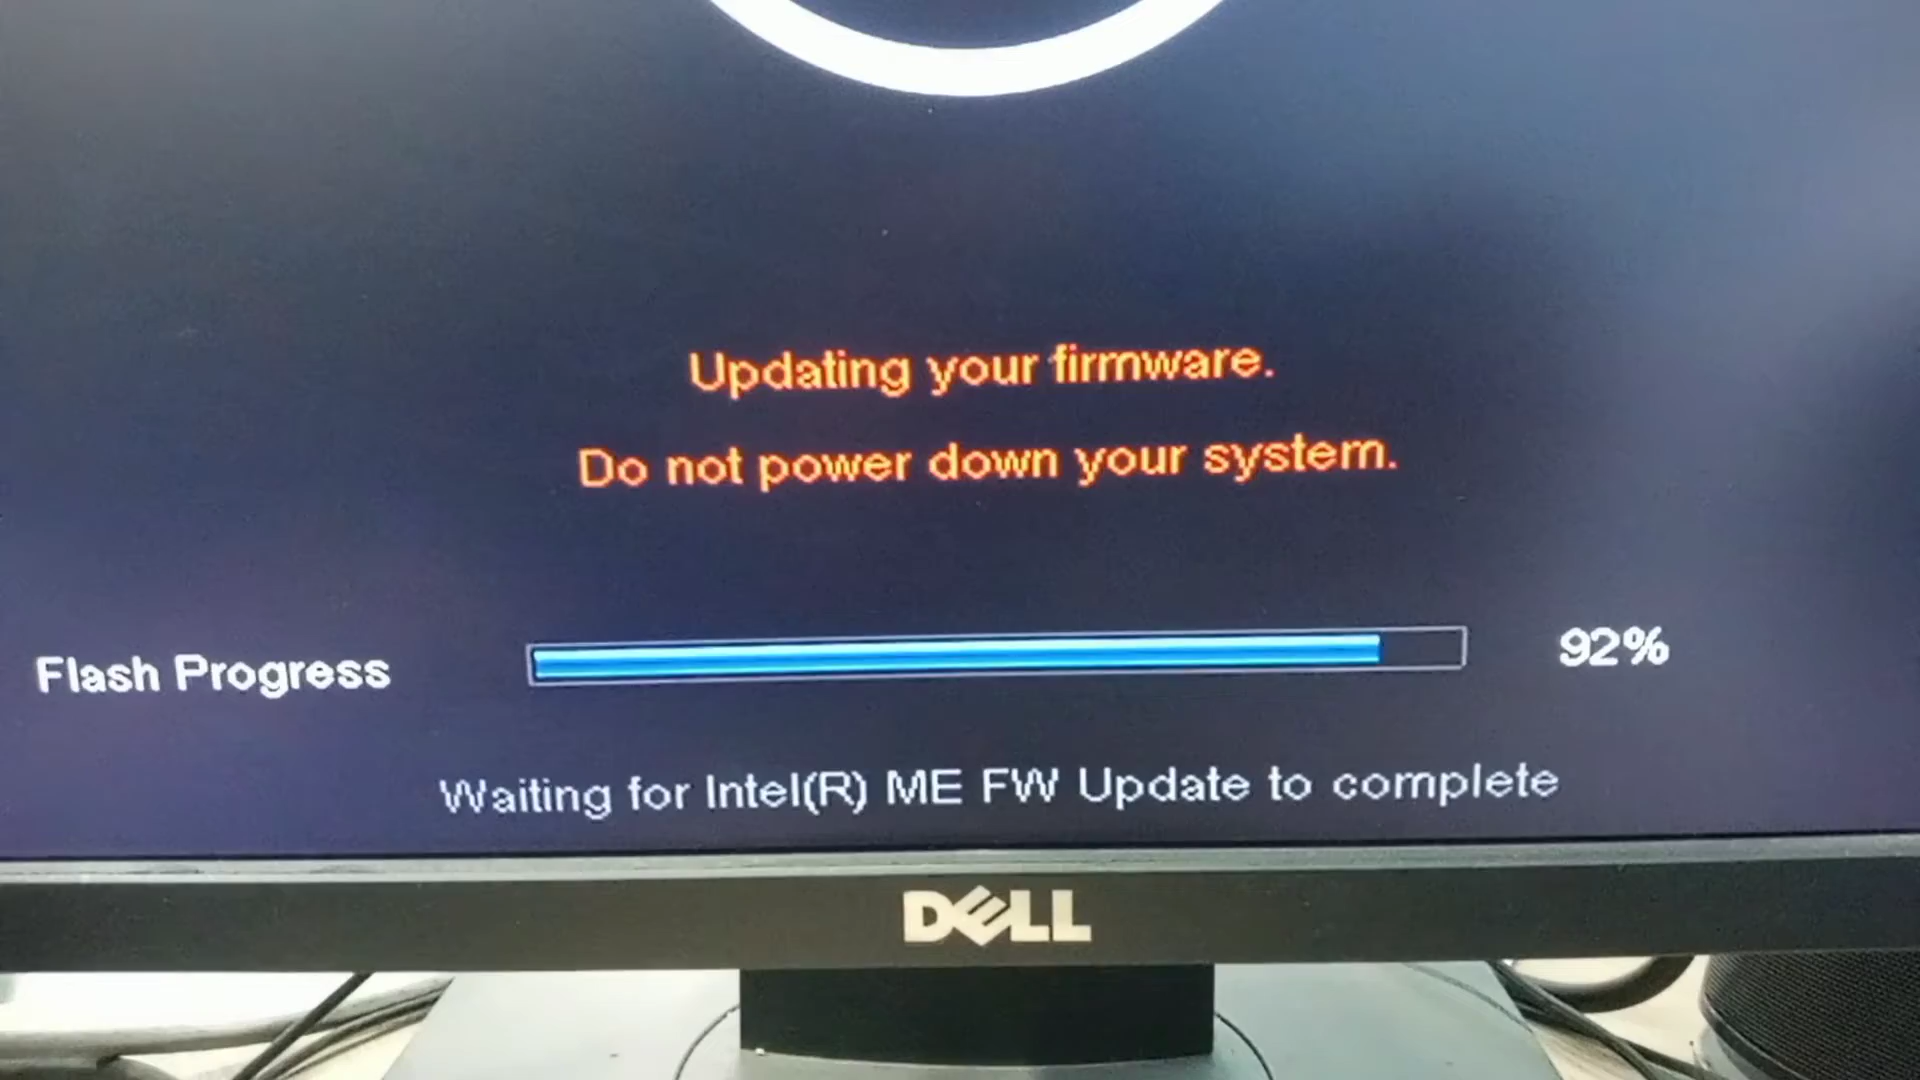 Updating your firmware.
Do not power down your system.
Flash Progress 92%
Waiting for Intel(R) ME FW Update to complete
DELL